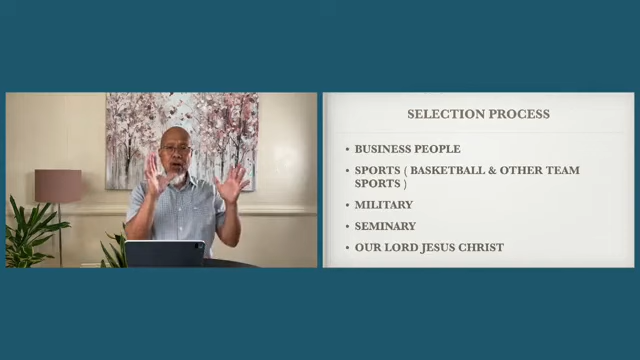 SELECTION PROCESS
• BUSINESS PEOPLE
• SPORTS ( BASKETBALL & OTHER TEAM
SPORTS )
• MILITARY
• SEMINARY
• OUR LORD JESUS CHRIST